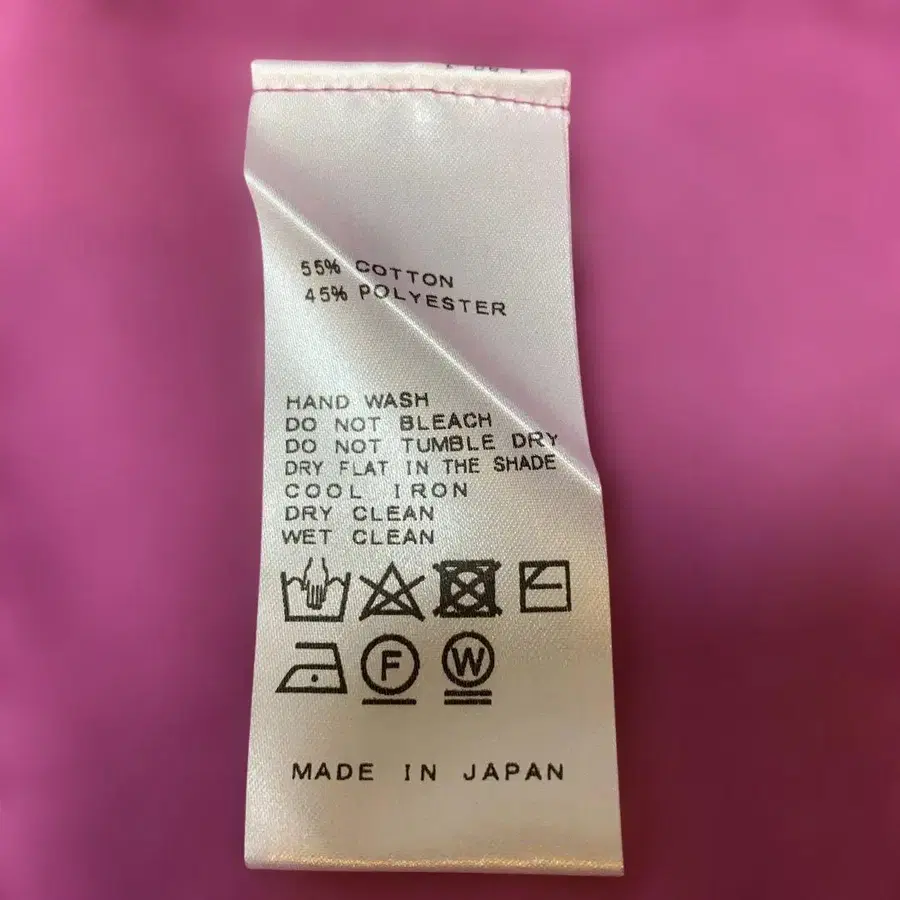 55% COTTON
45% POLYESTER
HAND WASH
DO NOT BLEACH
DO NOT TUMBLE DRY
DRY FLAT IN THE SHADE
COOL IRON
DRY CLEAN
WET CLEAN
F W
MADE IN JAPAN